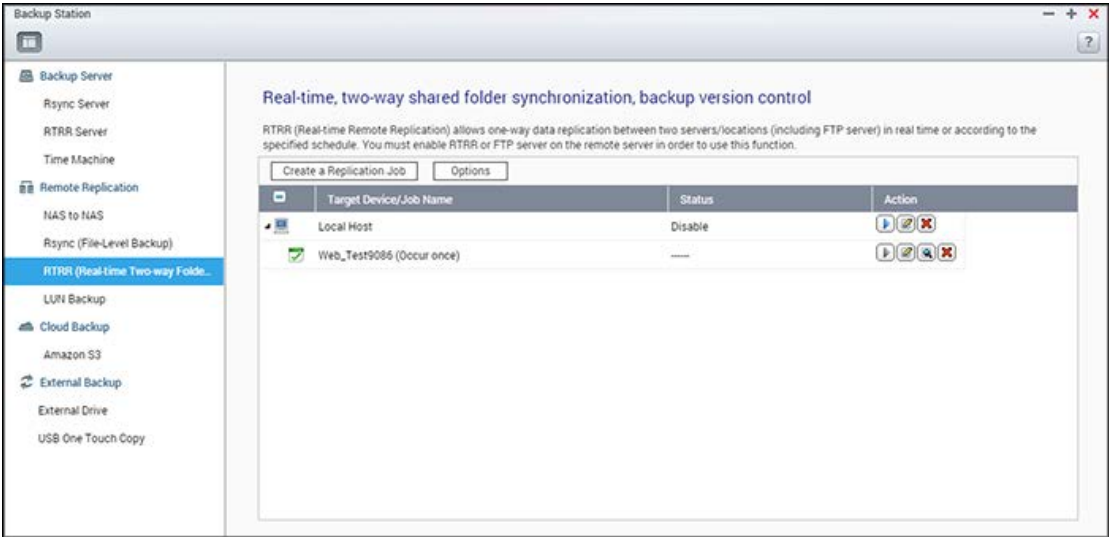 Backup Station
Backup Server
Rsync Server
RTRR Server
Time Machine
Remote Replication
NAS to NAS
Rsync (File-Level Backup)
RTRR (Real-time Two-way Folde...
LUN Backup
Cloud Backup
Amazon S3
External Backup
External Drive
USB One Touch Copy
?
Real-time, two-way shared folder synchronization, backup version control
RTRR (Real-time Remote Replication) allows one-way data replication between two servers/locations (including FTP server) in real time or according to the
specified schedule. You must enable RTRR or FTP server on the remote server in order to use this function.
Create a Replication Job Options
Target Device/Job Name Status Action
Local Host Disable
Web_Test9086 (Occur once) -----